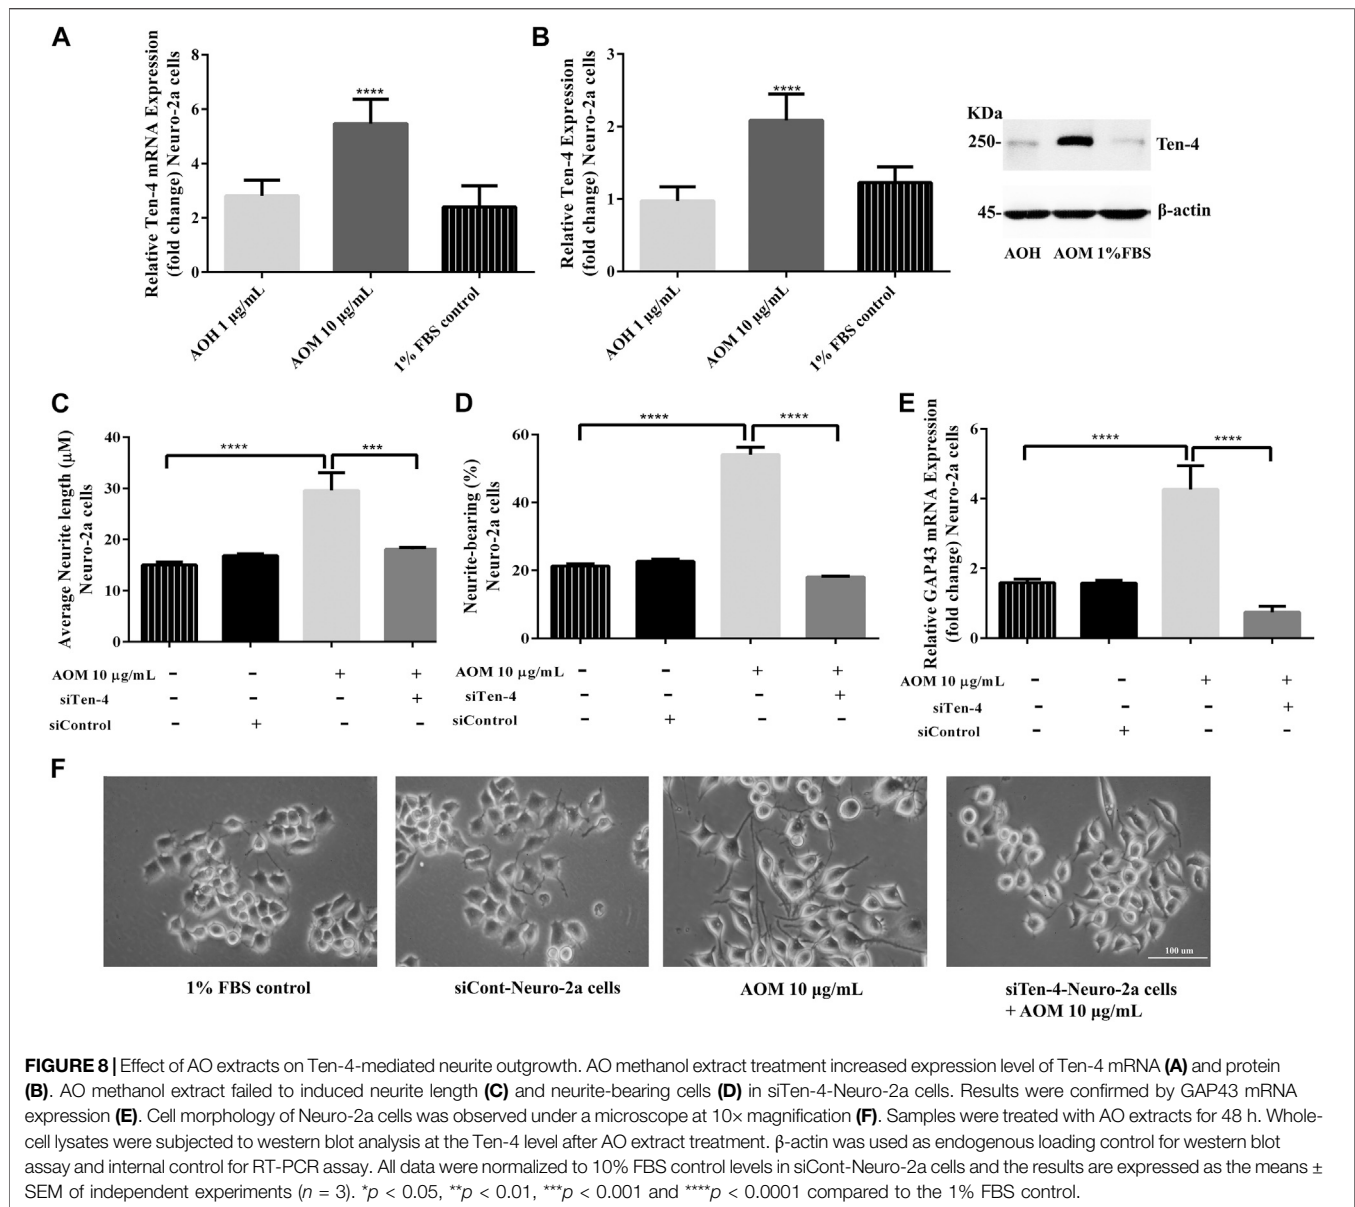 A
Relative Ten-4 mRNA Expression
(fold change) Neuro-2a cells
8
6
4
2
0
****
AOH 1 μg/mL
AOM 10 μg/mL
1% FBS control
B
Relative Ten-4 Expression
(fold change) Neuro-2a cells
3
2
1
0
****
AOH 1 μg/mL
AOM 10 μg/mL
1% FBS control
KDa
250-
Ten-4
45-
β-actin
AOH AOM 1%FBS
C
Average Neurite length (μM)
Neuro-2a cells
40
30
20
10
0
**** ***
AOM 10 μg/mL - - + +
siTen-4 - - - +
siControl - + - -
D
Neurite-bearing (%)
Neuro-2a cells
60
40
20
0
**** ****
AOM 10 μg/mL - - + +
siTen-4 - - - +
siControl - + - -
E
Relative GAP43 mRNA Expression
(fold change) Neuro-2a cells
6
4
2
0
**** ****
AOM 10 μg/mL - - + +
siTen-4 - - - +
siControl - + - -
F
100 um
1% FBS control
siCont-Neuro-2a cells
AOM 10 μg/mL
siTen-4-Neuro-2a cells
+ AOM 10 μg/mL
FIGURE 8 | Effect of AO extracts on Ten-4-mediated neurite outgrowth. AO methanol extract treatment increased expression level of Ten-4 mRNA (A) and protein
(B). AO methanol extract failed to induced neurite length (C) and neurite-bearing cells (D) in siTen-4-Neuro-2a cells. Results were confirmed by GAP43 mRNA
expression (E). Cell morphology of Neuro-2a cells was observed under a microscope at 10× magnification (F). Samples were treated with AO extracts for 48 h. Whole-
cell lysates were subjected to western blot analysis at the Ten-4 level after AO extract treatment. β-actin was used as endogenous loading control for western blot
assay and internal control for RT-PCR assay. All data were normalized to 10% FBS control levels in siCont-Neuro-2a cells and the results are expressed as the means ±
SEM of independent experiments (n = 3). *p < 0.05, **p < 0.01, ***p < 0.001 and ****p < 0.0001 compared to the 1% FBS control.